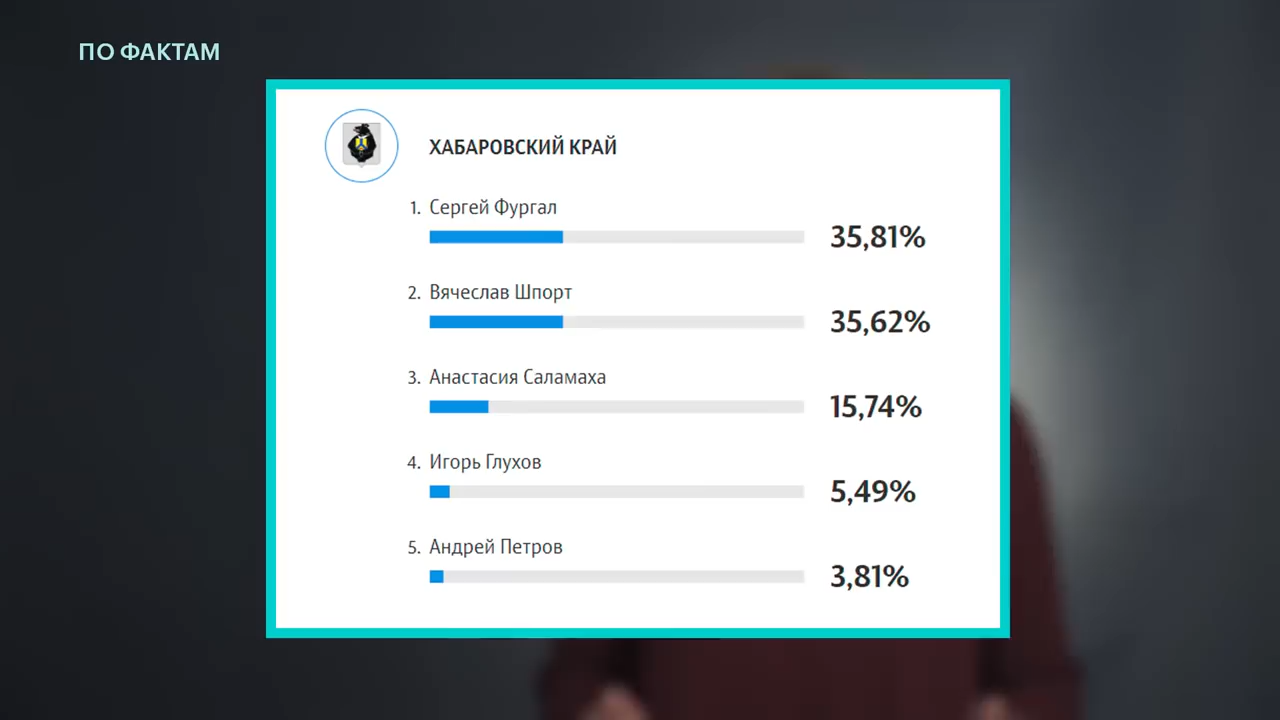 ПО ФАКТАМ
ХАБАРОВСКИЙ КРАЙ
1. Сергей Фургал
35,81%
2. Вячеслав Шпорт
35,62%
3. Анастасия Саламаха
15,74%
4. Игорь Глухов
5,49%
5. Андрей Петров
3,81%